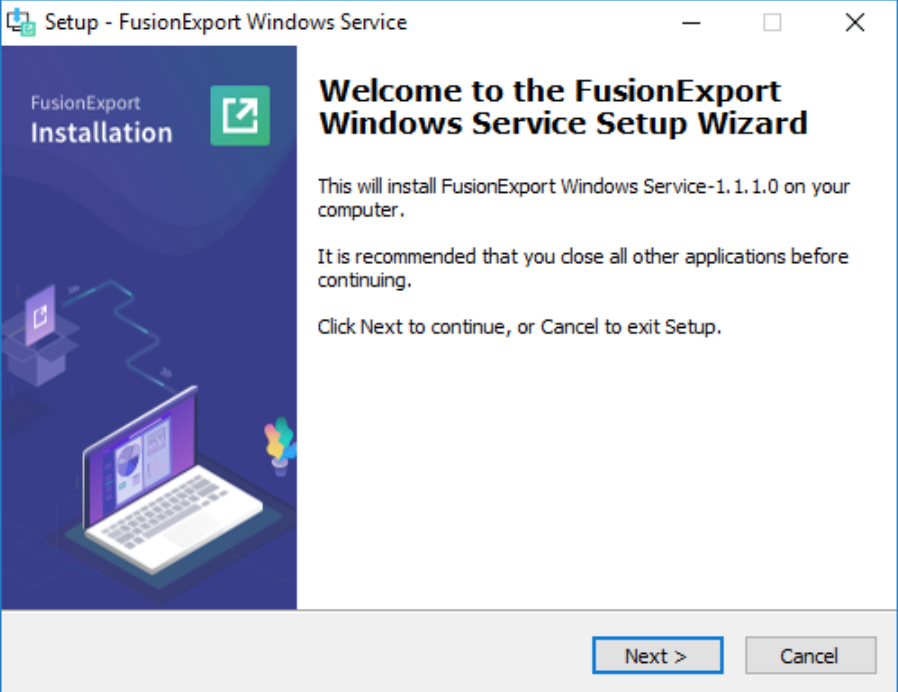 Setup - FusionExport Windows Service
FusionExport
Installation
Welcome to the FusionExport
Windows Service Setup Wizard
This will install FusionExport Windows Service-1.1.1.0 on your
computer.
It is recommended that you close all other applications before
continuing.
Click Next to continue, or Cancel to exit Setup.
Next >
Cancel